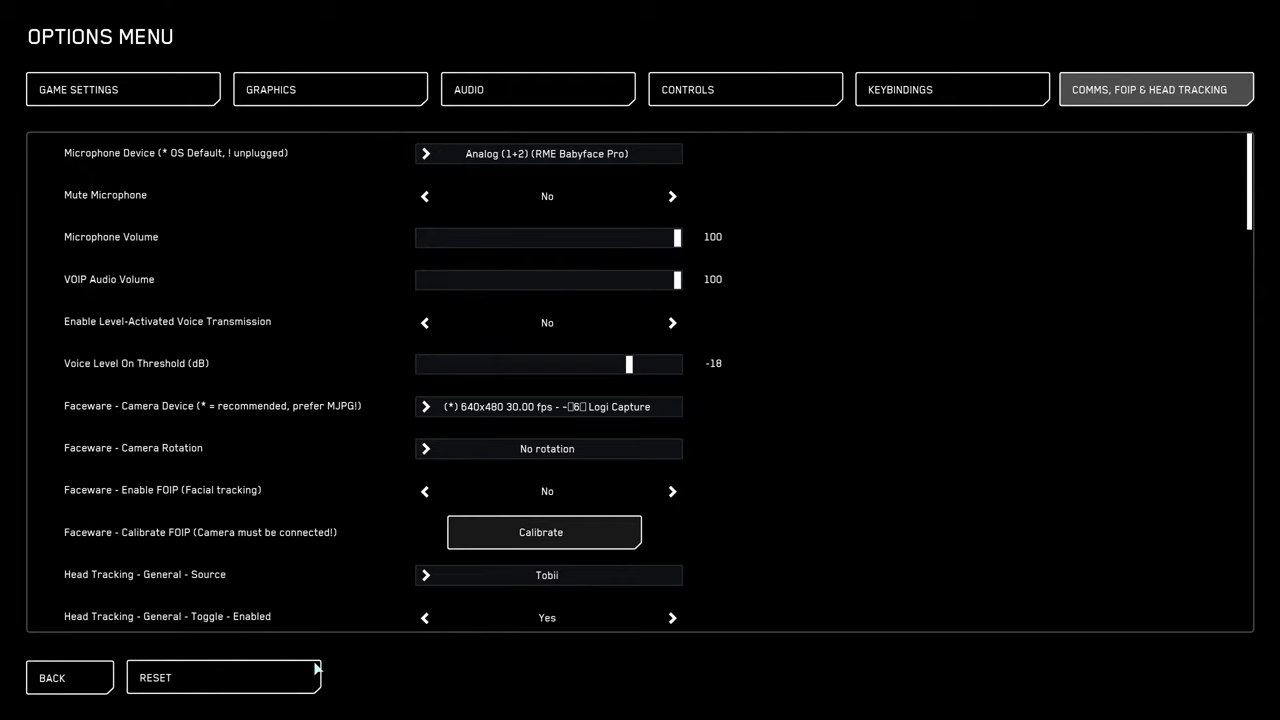 OPTIONS MENU
GAME SETTINGS
GRAPHICS
AUDIO
CONTROLS
KEYBINDINGS
COMMS, FOIP & HEAD TRACKING
Microphone Device (* OS Default, ! unplugged)
Analog (1+2) (RME Babyface Pro)
Mute Microphone
No
Microphone Volume
100
VOIP Audio Volume
100
Enable Level-Activated Voice Transmission
No
Voice Level On Threshold (dB)
-18
Faceware - Camera Device (* = recommended, prefer MJPG!)
(*) 640x480 30.00 fps - -□6□ Logi Capture
Faceware - Camera Rotation
No rotation
Faceware - Enable FOIP (Facial tracking)
No
Faceware - Calibrate FOIP (Camera must be connected!)
Calibrate
Head Tracking - General - Source
Tobii
Head Tracking - General - Toggle - Enabled
Yes
BACK
RESET